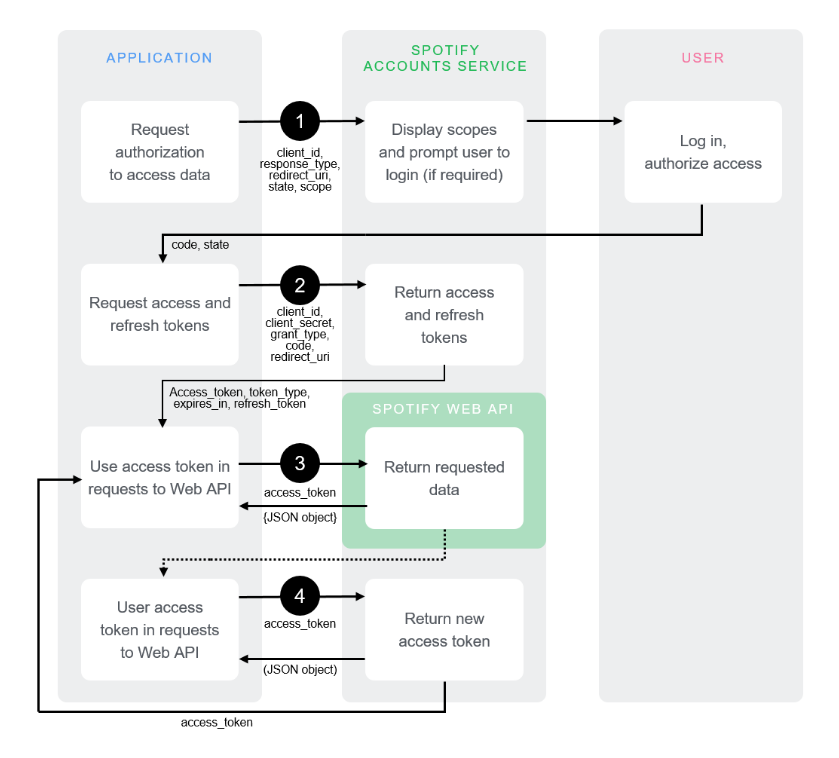 APPLICATION
SPOTIFY
ACCOUNTS SERVICE
USER
Request
authorization
to access data
1
client_id,
response_type,
redirect_uri,
state, scope
Display scopes
and prompt user to
login (if required)
Log in,
authorize access
code, state
Request access and
refresh tokens
2
client_id,
client_secret,
grant_type,
code,
redirect_uri
Return access
and refresh
tokens
Access_token, token_type,
expires_in, refresh_token
SPOTIFY WEB API
Use access token in
requests to Web API
3
access_token
{JSON object}
Return requested
data
User access
token in requests
to Web API
4
access_token
(JSON object)
Return new
access token
access_token